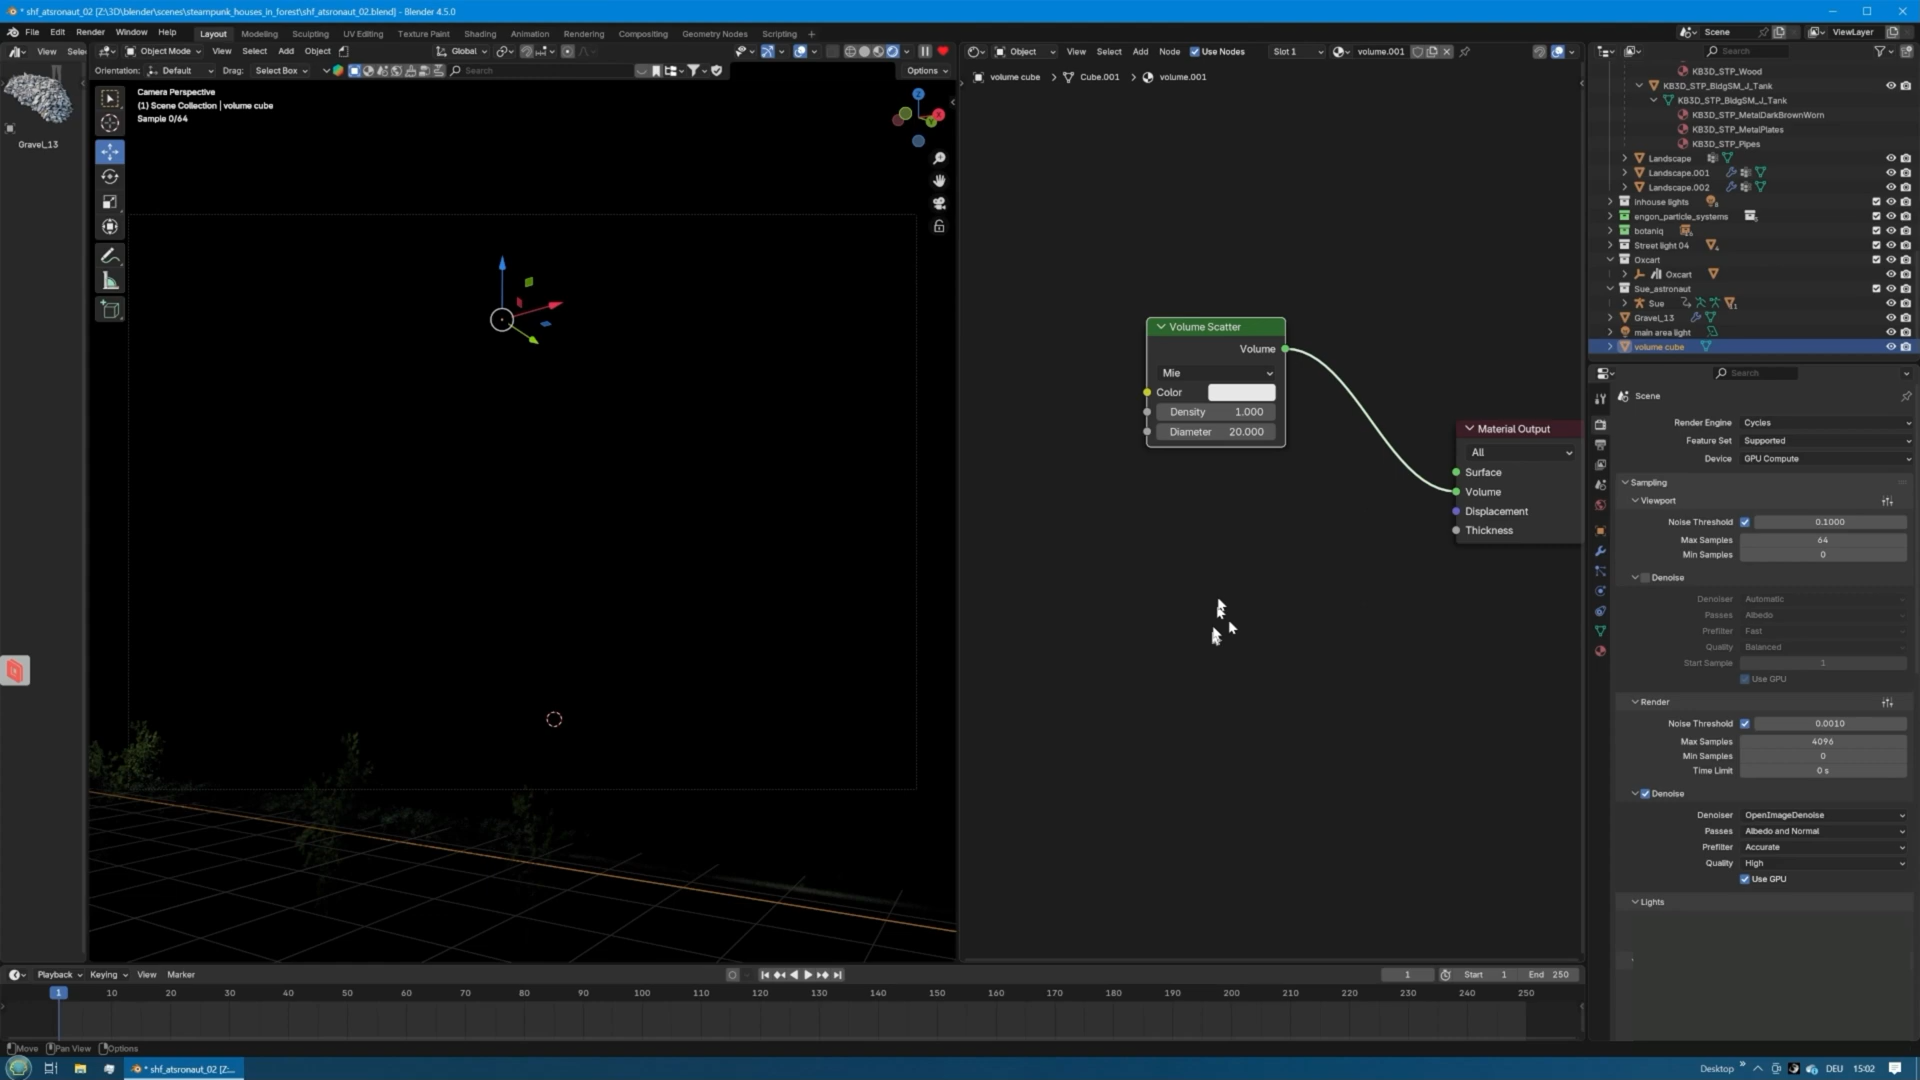 * shf_atsronaut_02 [Z:\3D\blender\scenes\steampunk_houses_in_forest\shf_atsronaut_02.blend] - Blender 4.5.0
File Edit Render Window Help Layout Modeling Sculpting UV Editing Texture Paint Shading Animation Rendering Compositing Geometry Nodes Scripting + Scene ViewLayer
View Selec Object Mode View Select Add Object Global Object View Select Add Node Use Nodes Slot 1 volume.001 Search
Orientation: Default Drag: Select Box Search Options
Gravel_13
Camera Perspective
(1) Scene Collection | volume cube
Sample 0/64
volume cube > Cube.001 > volume.001
Volume Scatter
Volume
Mie
Color
Density 1.000
Diameter 20.000
Material Output
All
Surface
Volume
Displacement
Thickness
KB3D_STP_Wood
KB3D_STP_BldgSM_J_Tank
KB3D_STP_BldgSM_J_Tank
KB3D_STP_MetalDarkBrownWorn
KB3D_STP_MetalPlates
KB3D_STP_Pipes
Landscape
Landscape.001
Landscape.002
inhouse lights
engon_particle_systems
botaniq
Street light 04
Oxcart
Oxcart
Sue_astronaut
Sue
Gravel_13
main area light
volume cube
Search
Scene
Render Engine Cycles
Feature Set Supported
Device GPU Compute
Sampling
Viewport
Noise Threshold 0.1000
Max Samples 64
Min Samples 0
Denoise
Denoiser Automatic
Passes Albedo
Prefilter Fast
Quality Balanced
Start Sample 1
Use GPU
Render
Noise Threshold 0.0010
Max Samples 4096
Min Samples 0
Time Limit 0 s
Denoise
Denoiser OpenImageDenoise
Passes Albedo and Normal
Prefilter Accurate
Quality High
Use GPU
Lights
Playback Keying View Marker 1 Start 1 End 250
1 10 20 30 40 50 60 70 80 90 100 110 120 130 140 150 160 170 180 190 200 210 220 230 240 250
Move Pan View Options
* shf_atsronaut_02 [Z:... Desktop DEU 15:02